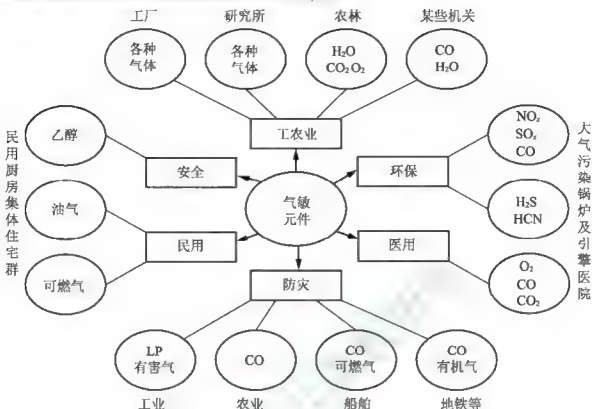 工厂 研究所 农林 某些机关
各种
气体
各种
气体
H₂O
CO₂ O₂
CO
H₂O
工农业
民用厨房集体住宅群
乙醇
油气
可燃气
安全
民用
气敏
元件
环保
医用
防灾
NOₓ
SOₓ
CO
H₂S
HCN
O₂
CO
CO₂
大气污染锅炉及引擎医院
LP
有害气
CO
CO
可燃气
CO
有机气
工业 农业 船舶 地铁等